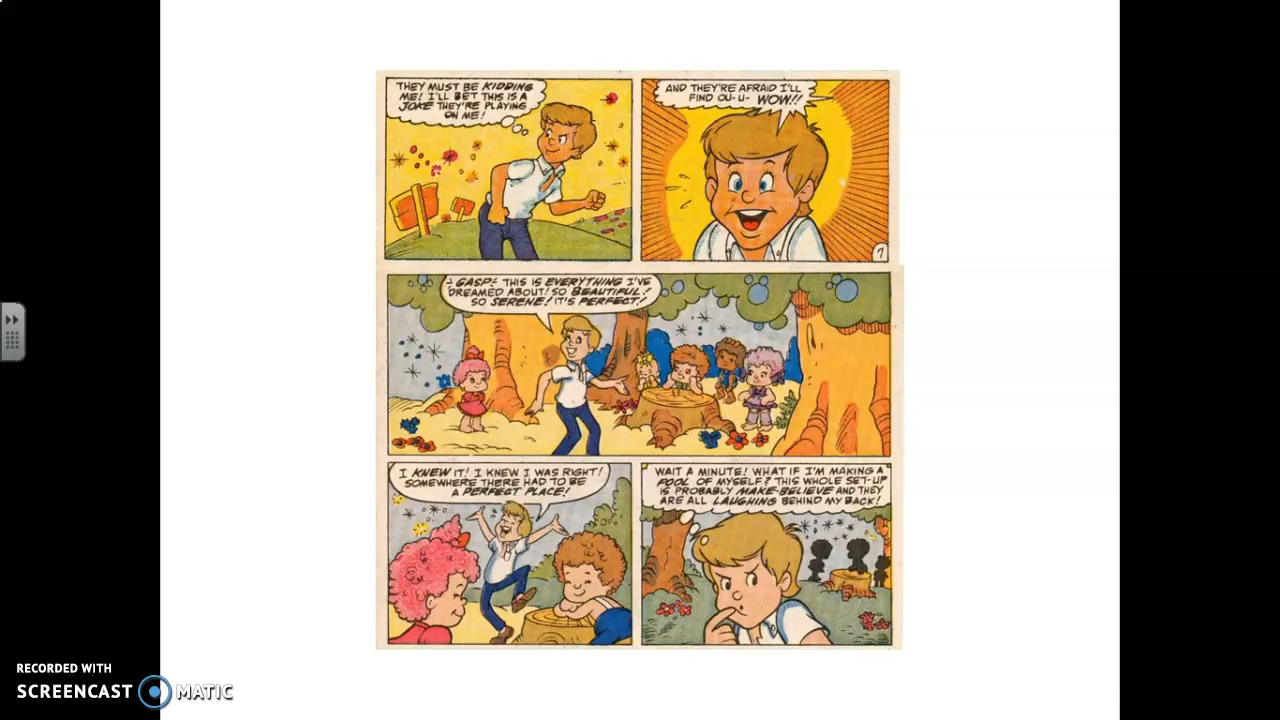 THEY MUST BE KIDDING
ME! I'LL BET THIS IS A
JOKE THEY'RE PLAYING
ON ME!
AND THEY'RE AFRAID I'LL
FIND OU-U- WOW!!
7
-GASP!- THIS IS EVERYTHING I'VE
DREAMED ABOUT! SO BEAUTIFUL!
SO SERENE! IT'S PERFECT!
I KNEW IT! I KNEW I WAS RIGHT!
SOMEWHERE THERE HAD TO BE
A PERFECT PLACE!
WAIT A MINUTE! WHAT IF I'M MAKING A
FOOL OF MYSELF? THIS WHOLE SET-UP
IS PROBABLY MAKE-BELIEVE AND THEY
ARE ALL LAUGHING BEHIND MY BACK!
RECORDED WITH
SCREENCAST MATIC